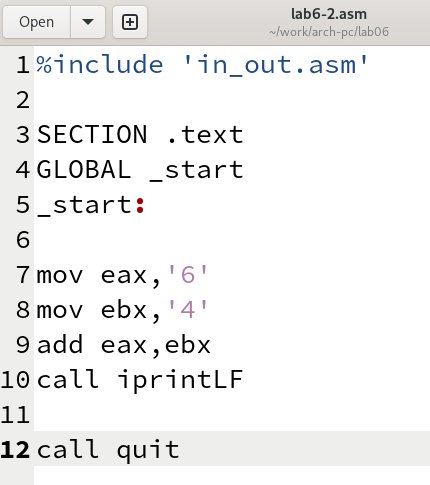 Open
lab6-2.asm
~/work/arch-pc/lab06
1 %include 'in_out.asm'
2
3 SECTION .text
4 GLOBAL _start
5 _start:
6
7 mov eax,'6'
8 mov ebx,'4'
9 add eax,ebx
10 call iprintLF
11
12 call quit